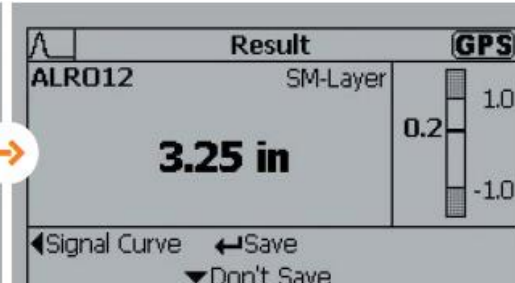 Result GPS
ALRO12 SM-Layer
1.0
0.2
3.25 in
-1.0
Signal Curve Save
Don't Save